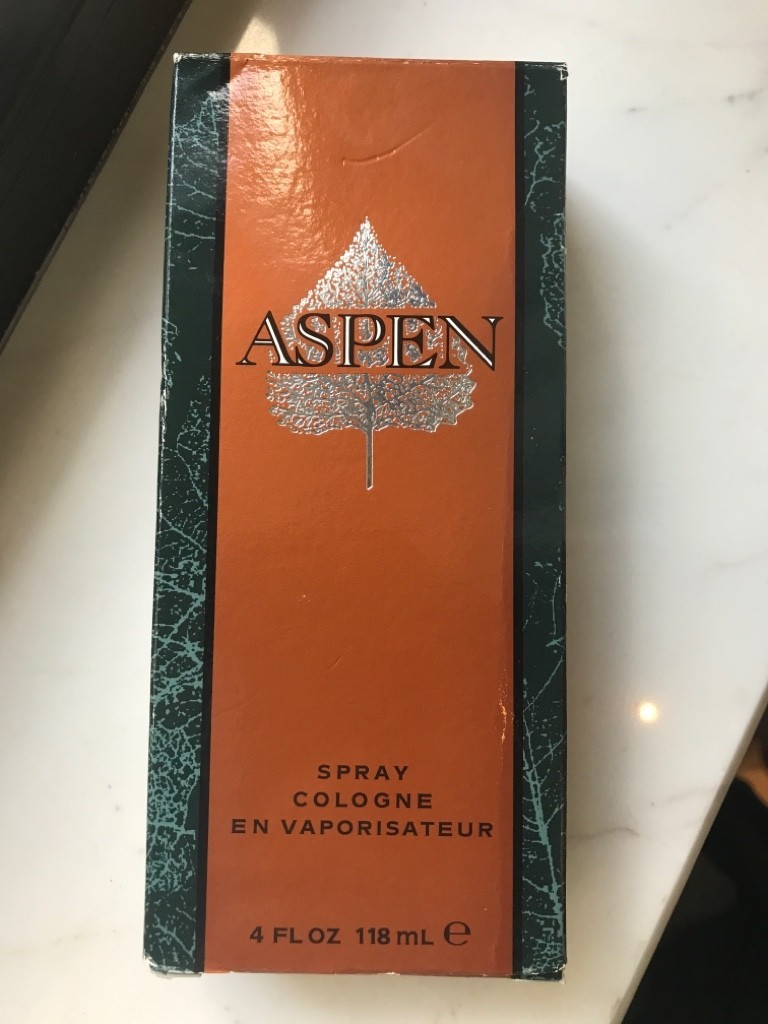 ASPEN
SPRAY
COLOGNE
EN VAPORISATEUR
4 FL OZ 118 mL ℮